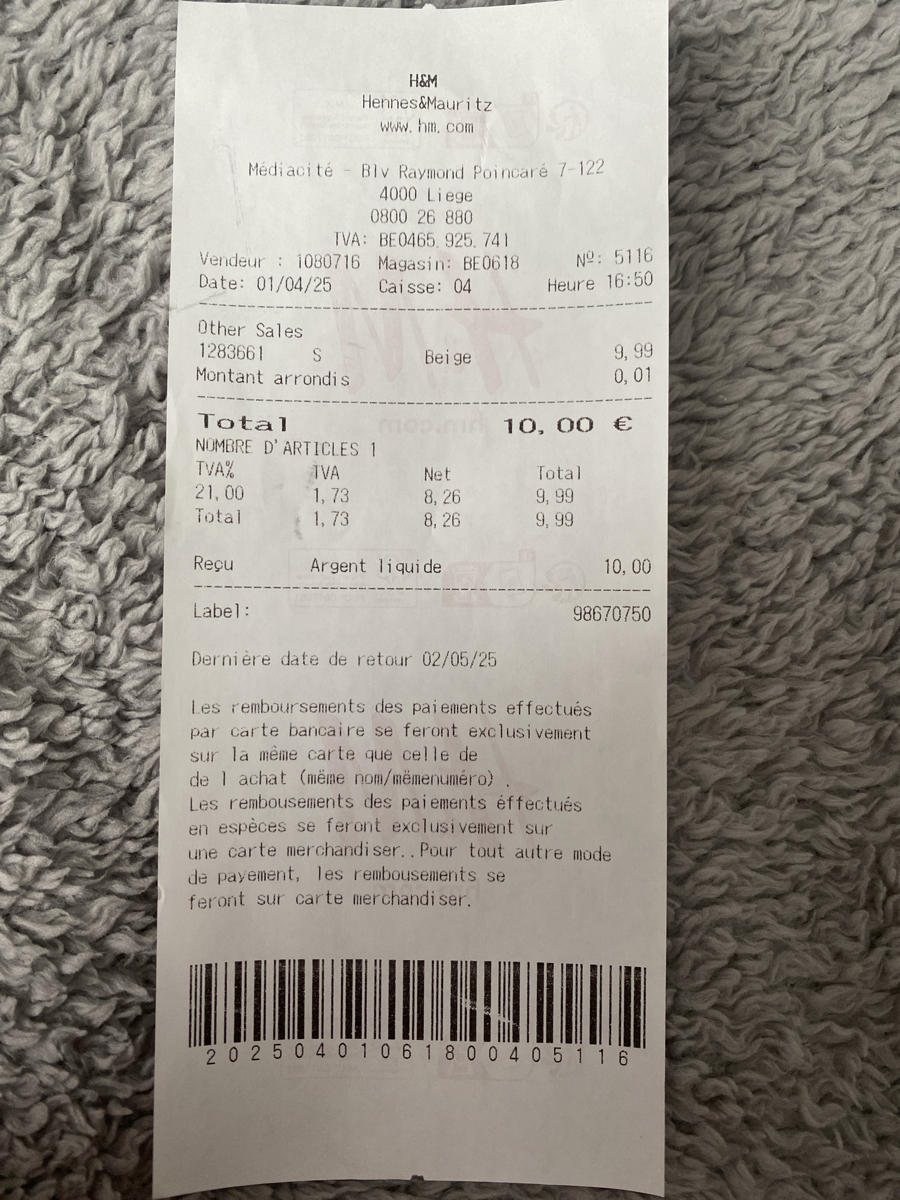 H&M
Hennes&Mauritz
www.hm.com
Médiacité - Blv Raymond Poincaré 7-122
4000 Liege
0800 26 880
TVA: BE0465.925.741
Vendeur : 1080716 Magasin: BE0618 Nº: 5116
Date: 01/04/25 Caisse: 04 Heure 16:50
Other Sales
1283661 S Beige 9,99
Montant arrondis 0,01
Total 10,00 €
NOMBRE D'ARTICLES 1
TVA% TVA Net Total
21,00 1,73 8,26 9,99
Total 1,73 8,26 9,99
Reçu Argent liquide 10,00
Label: 98670750
Dernière date de retour 02/05/25
Les remboursements des paiements effectués
par carte bancaire se feront exclusivement
sur la même carte que celle de
de l achat (même nom/mêmenuméro) .
Les rembousements des paiements éffectués
en espèces se feront exclusivement sur
une carte merchandiser..Pour tout autre mode
de payement, les rembousements se
feront sur carte merchandiser.
20250401061800405116